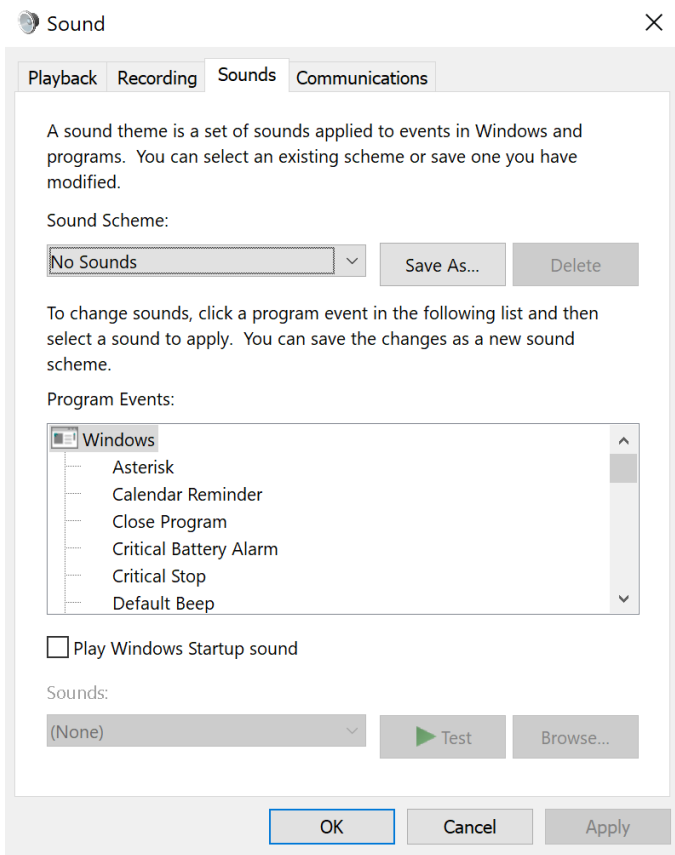 Sound
Playback Recording Sounds Communications
A sound theme is a set of sounds applied to events in Windows and
programs.  You can select an existing scheme or save one you have
modified.
Sound Scheme:
No Sounds Save As... Delete
To change sounds, click a program event in the following list and then
select a sound to apply.  You can save the changes as a new sound
scheme.
Program Events:
Windows
Asterisk
Calendar Reminder
Close Program
Critical Battery Alarm
Critical Stop
Default Beep
Play Windows Startup sound
Sounds:
(None) Test Browse...
OK Cancel Apply